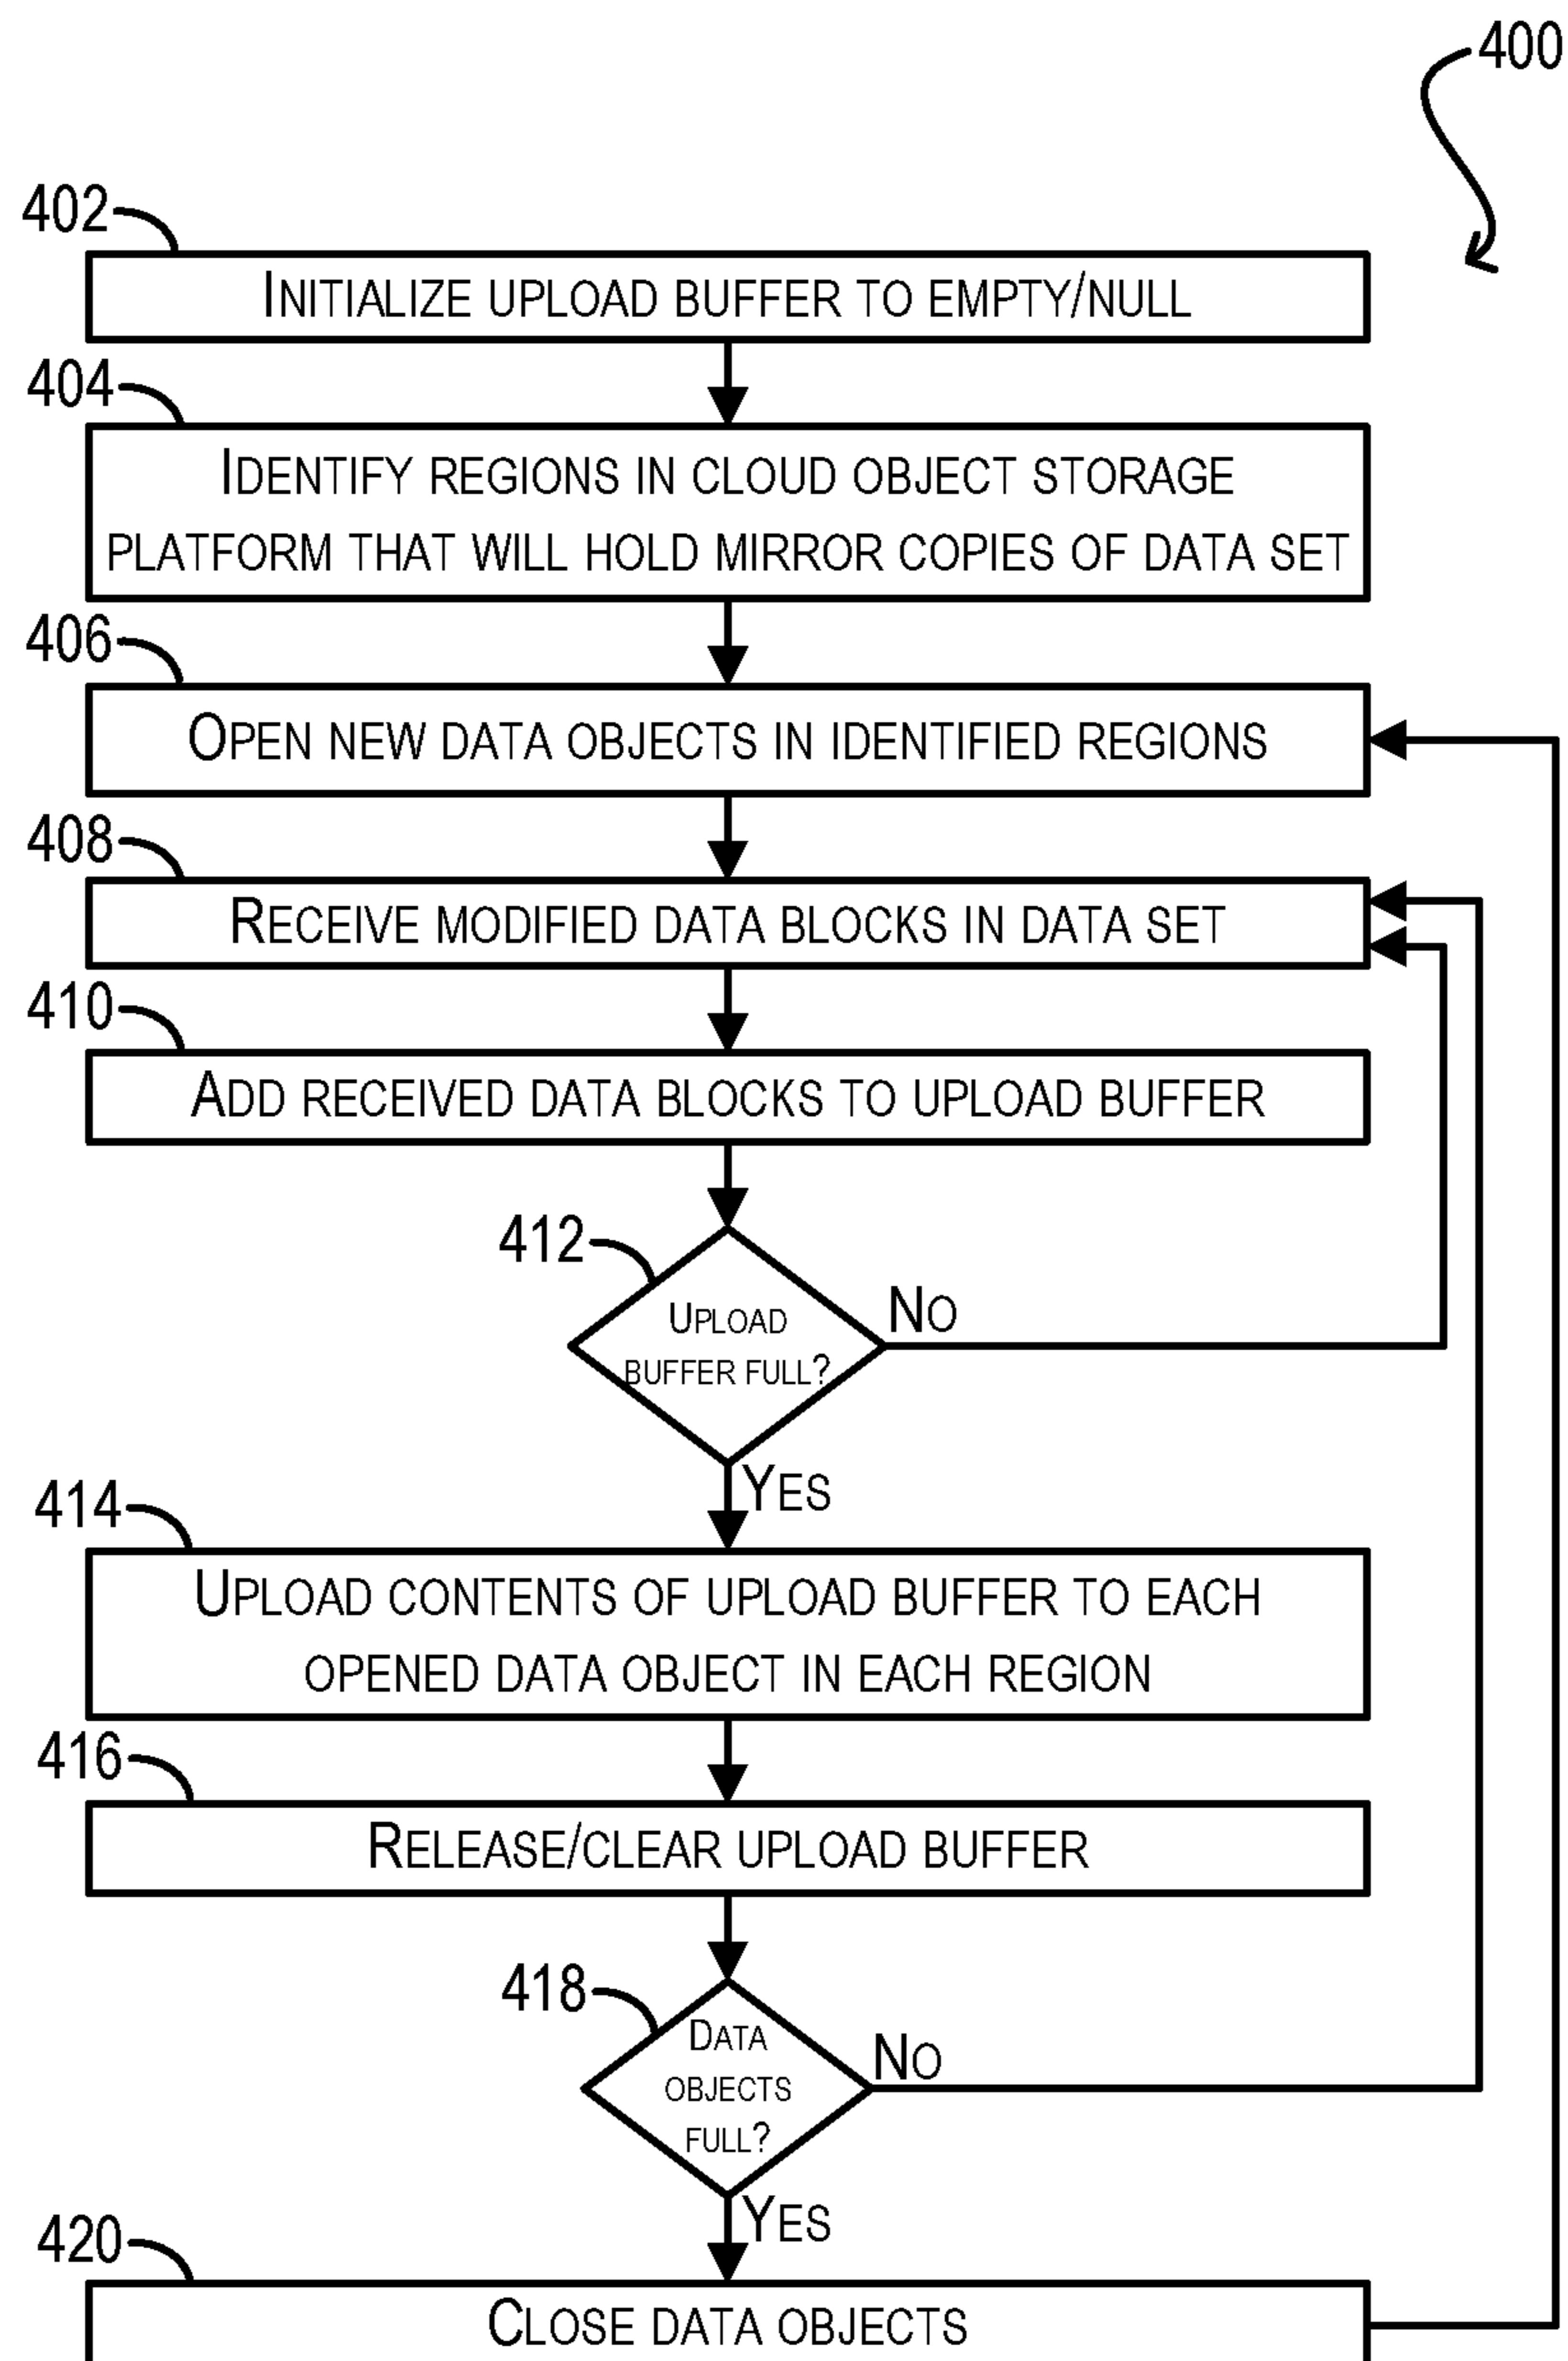 400
402
INITIALIZE UPLOAD BUFFER TO EMPTY/NULL
404
IDENTIFY REGIONS IN CLOUD OBJECT STORAGE
PLATFORM THAT WILL HOLD MIRROR COPIES OF DATA SET
406
OPEN NEW DATA OBJECTS IN IDENTIFIED REGIONS
408
RECEIVE MODIFIED DATA BLOCKS IN DATA SET
410
ADD RECEIVED DATA BLOCKS TO UPLOAD BUFFER
412
UPLOAD
BUFFER FULL?
NO
YES
414
UPLOAD CONTENTS OF UPLOAD BUFFER TO EACH
OPENED DATA OBJECT IN EACH REGION
416
RELEASE/CLEAR UPLOAD BUFFER
418
DATA
OBJECTS
FULL?
NO
YES
420
CLOSE DATA OBJECTS